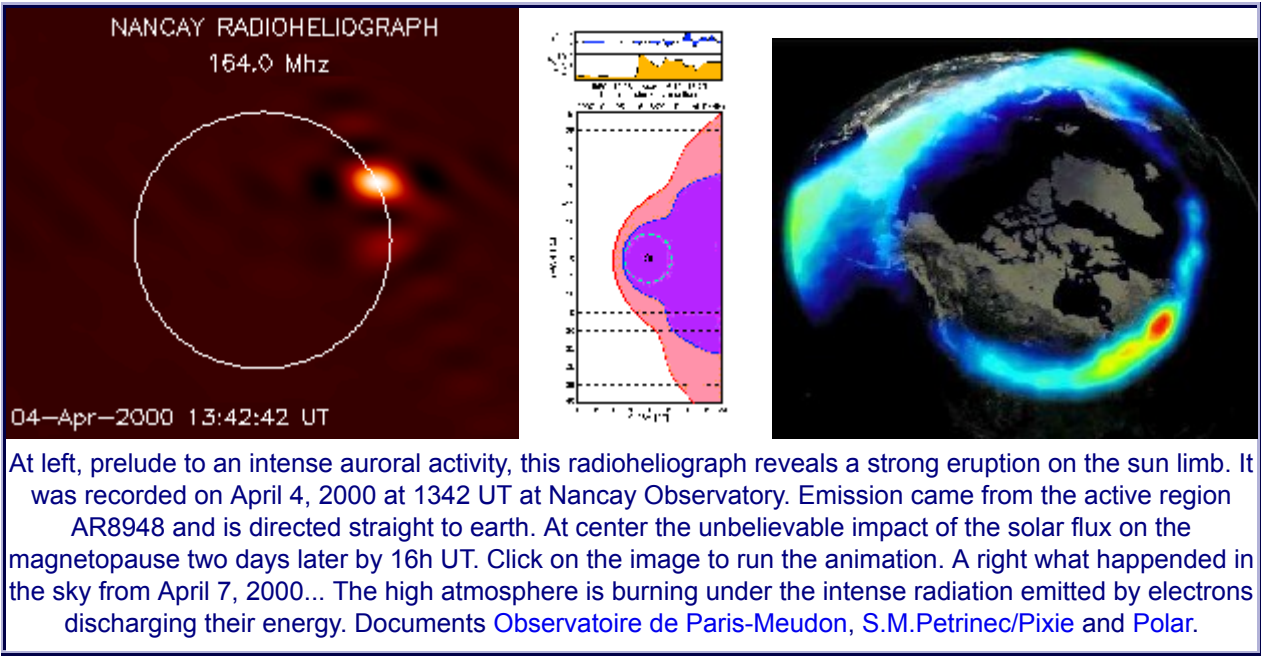 NANCAY RADIOHELIOGRAPH
164.0 Mhz
04-Apr-2000 13:42:42 UT
At left, prelude to an intense auroral activity, this radioheliograph reveals a strong eruption on the sun limb. It
was recorded on April 4, 2000 at 1342 UT at Nancay Observatory. Emission came from the active region
AR8948 and is directed straight to earth. At center the unbelievable impact of the solar flux on the
magnetopause two days later by 16h UT. Click on the image to run the animation. A right what happended in
the sky from April 7, 2000... The high atmosphere is burning under the intense radiation emitted by electrons
discharging their energy. Documents Observatoire de Paris-Meudon, S.M.Petrinec/Pixie and Polar.